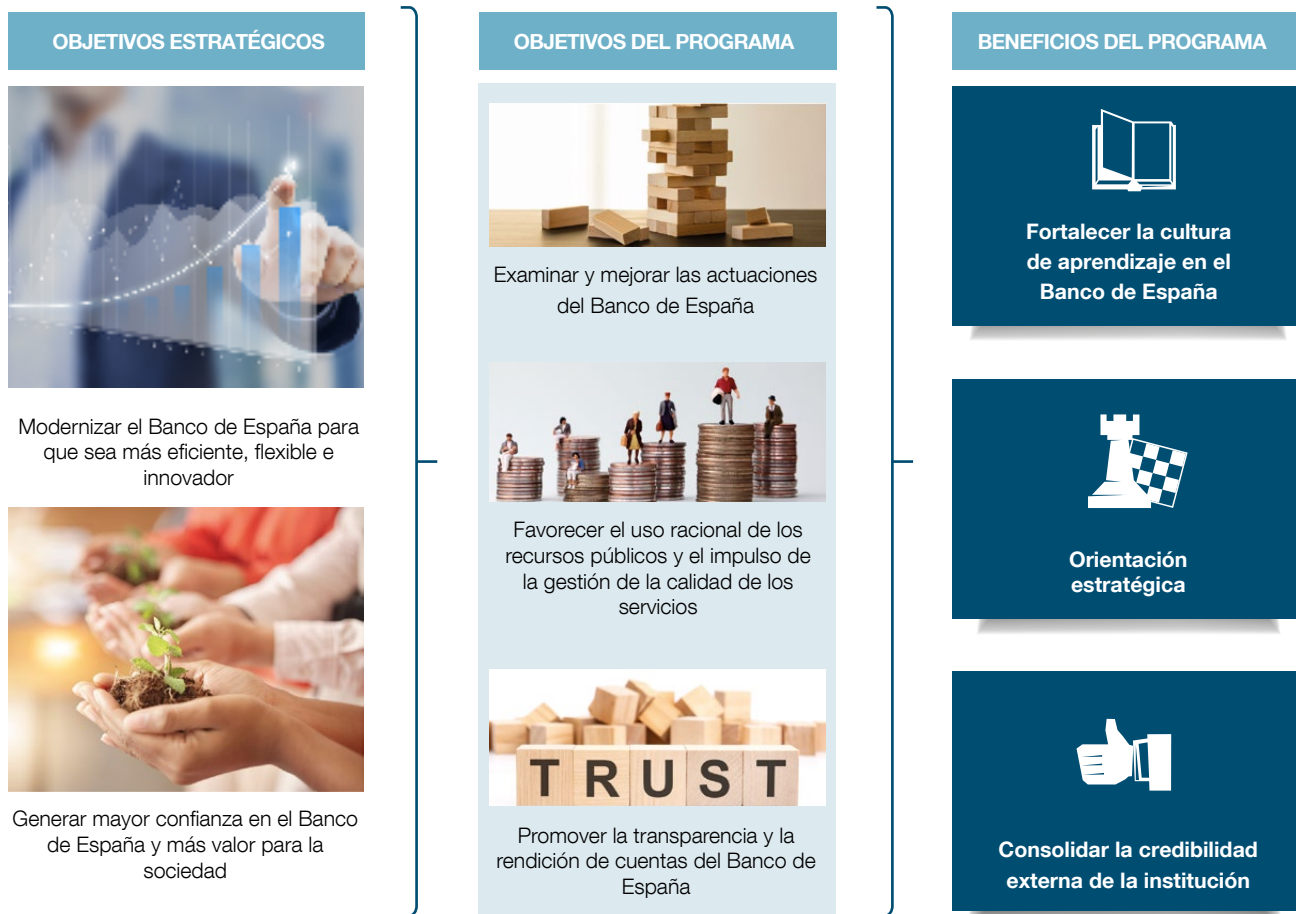 OBJETIVOS ESTRATÉGICOS
Modernizar el Banco de España para
que sea más eficiente, flexible e
innovador
Generar mayor confianza en el Banco
de España y más valor para la
sociedad
OBJETIVOS DEL PROGRAMA
Examinar y mejorar las actuaciones
del Banco de España
Favorecer el uso racional de los
recursos públicos y el impulso de
la gestión de la calidad de los
servicios
TRUST
Promover la transparencia y la
rendición de cuentas del Banco de
España
BENEFICIOS DEL PROGRAMA
Fortalecer la cultura
de aprendizaje en el
Banco de España
Orientación
estratégica
Consolidar la credibilidad
externa de la institución